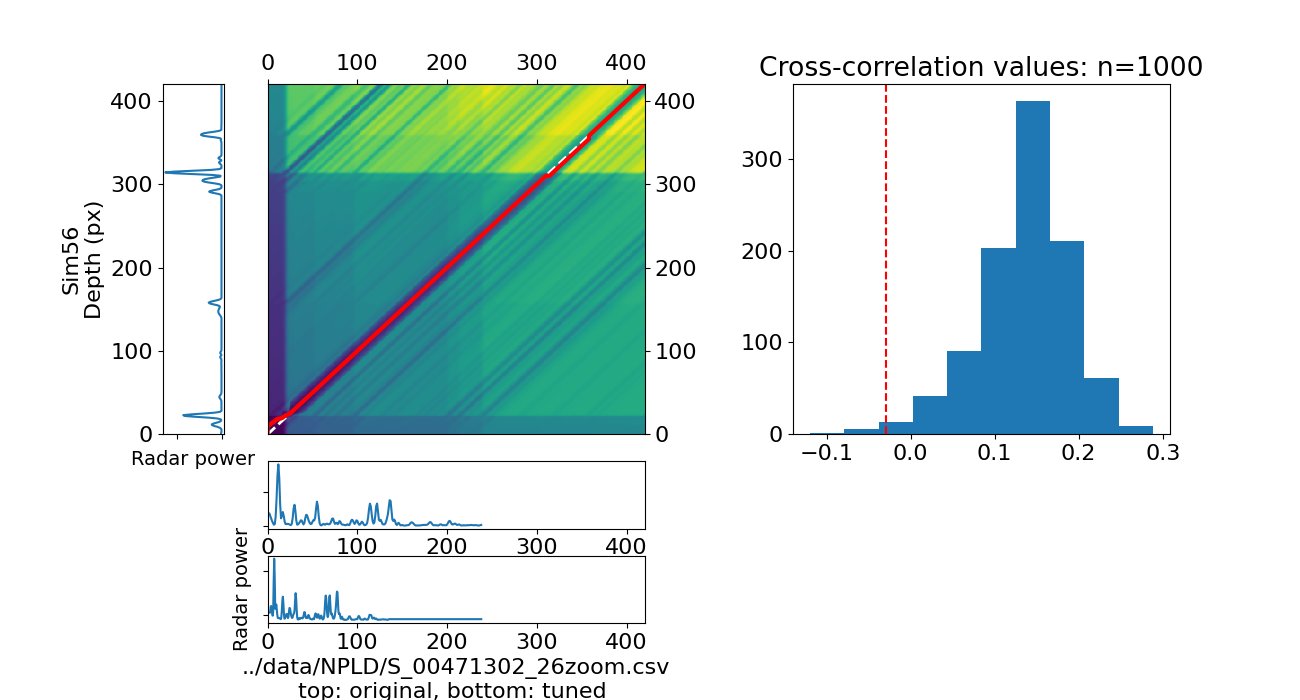 0 100 200 300 400
Cross-correlation values: n=1000
400
300
200
100
0
Sim56
Depth (px)
Radar power
400
300
200
100
0
300
200
100
0
−0.1 0.0 0.1 0.2 0.3
0 100 200 300 400
Radar power
0 100 200 300 400
../data/NPLD/S_00471302_26zoom.csv
top: original, bottom: tuned